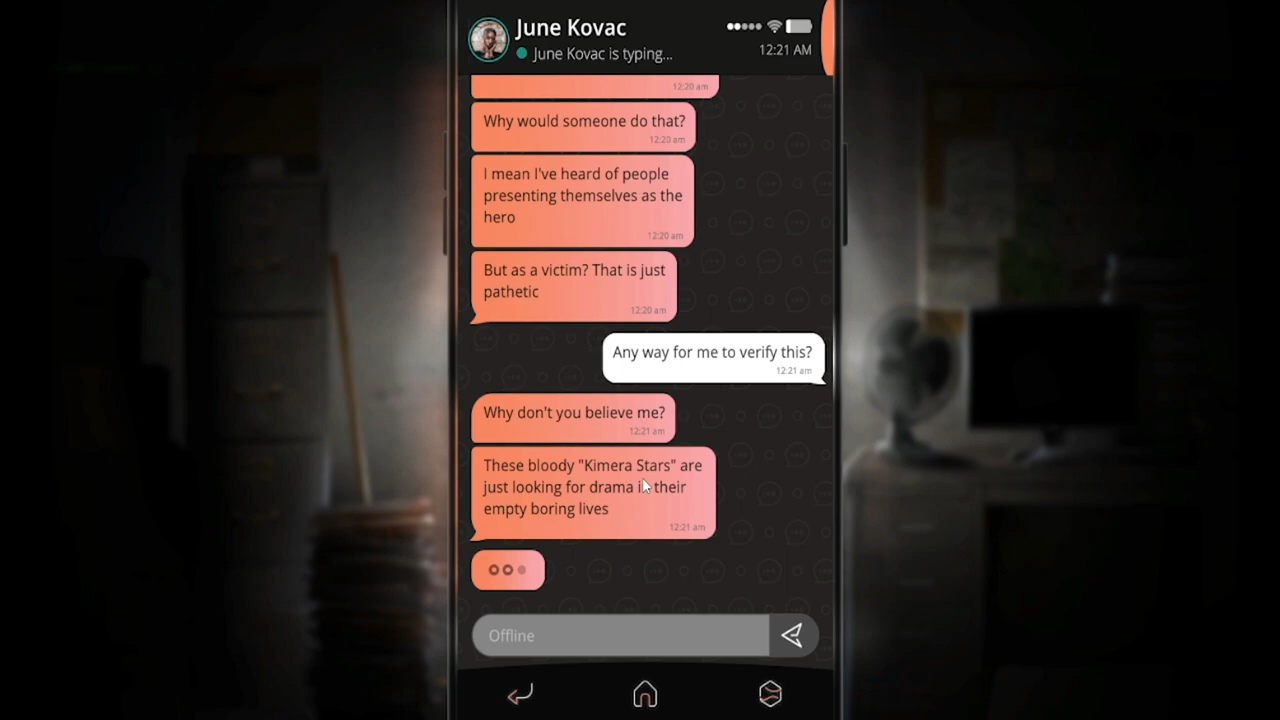 June Kovac
June Kovac is typing...
12:21 AM
12:20 am
Why would someone do that?
12:20 am
I mean I've heard of people
presenting themselves as the
hero
12:20 am
But as a victim? That is just
pathetic
12:20 am
Any way for me to verify this?
12:21 am
Why don't you believe me?
12:21 am
These bloody "Kimera Stars" are
just looking for drama in their
empty boring lives
12:21 am
Offline